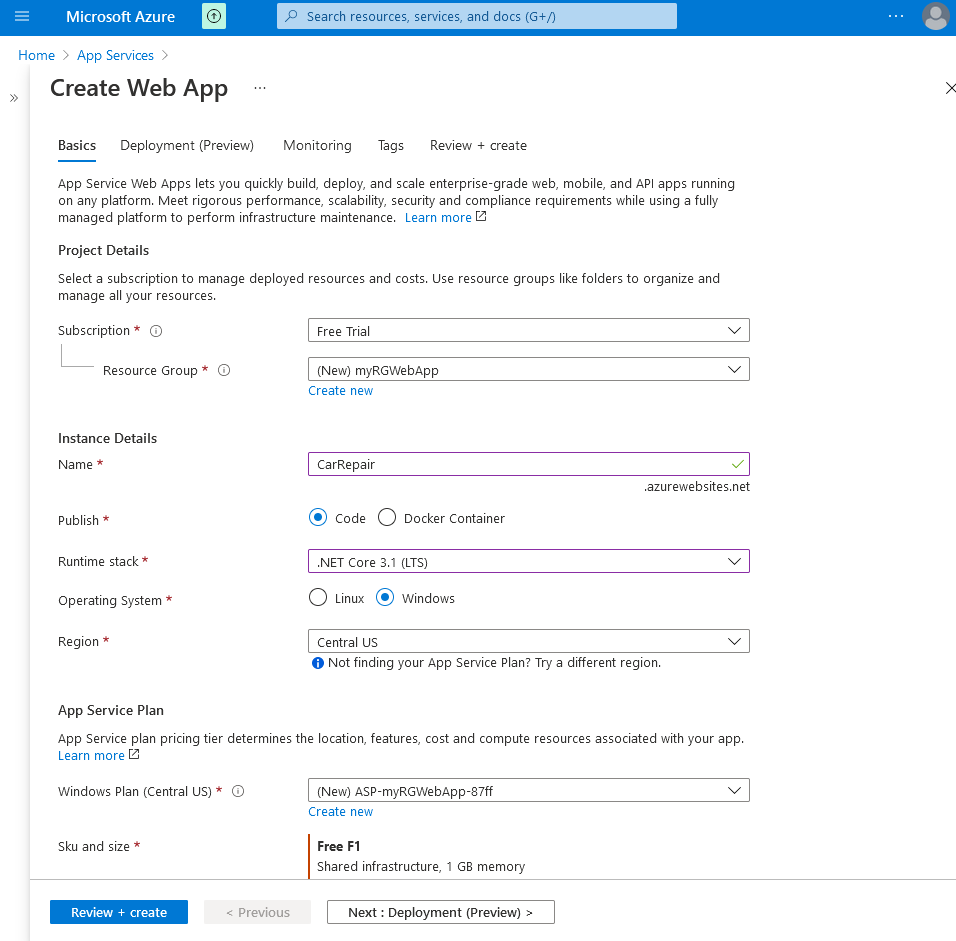 Microsoft Azure
Search resources, services, and docs (G+/)
Home > App Services >
Create Web App ...
Basics Deployment (Preview) Monitoring Tags Review + create
App Service Web Apps lets you quickly build, deploy, and scale enterprise-grade web, mobile, and API apps running
on any platform. Meet rigorous performance, scalability, security and compliance requirements while using a fully
managed platform to perform infrastructure maintenance. Learn more
Project Details
Select a subscription to manage deployed resources and costs. Use resource groups like folders to organize and
manage all your resources.
Subscription * Free Trial
Resource Group * (New) myRGWebApp
Create new
Instance Details
Name * CarRepair
.azurewebsites.net
Publish * Code Docker Container
Runtime stack * .NET Core 3.1 (LTS)
Operating System * Linux Windows
Region * Central US
Not finding your App Service Plan? Try a different region.
App Service Plan
App Service plan pricing tier determines the location, features, cost and compute resources associated with your app.
Learn more
Windows Plan (Central US) * (New) ASP-myRGWebApp-87ff
Create new
Sku and size * Free F1
Shared infrastructure, 1 GB memory
Review + create < Previous Next : Deployment (Preview) >